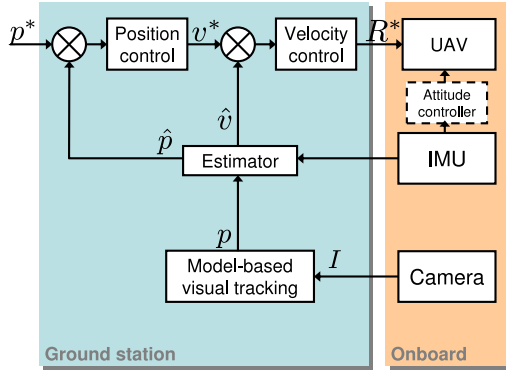 p*
Position
control
v*
Velocity
control
R*
UAV
Attitude
controller
v̂
p̂
Estimator
IMU
p
Model-based
visual tracking
I
Camera
Ground station
Onboard